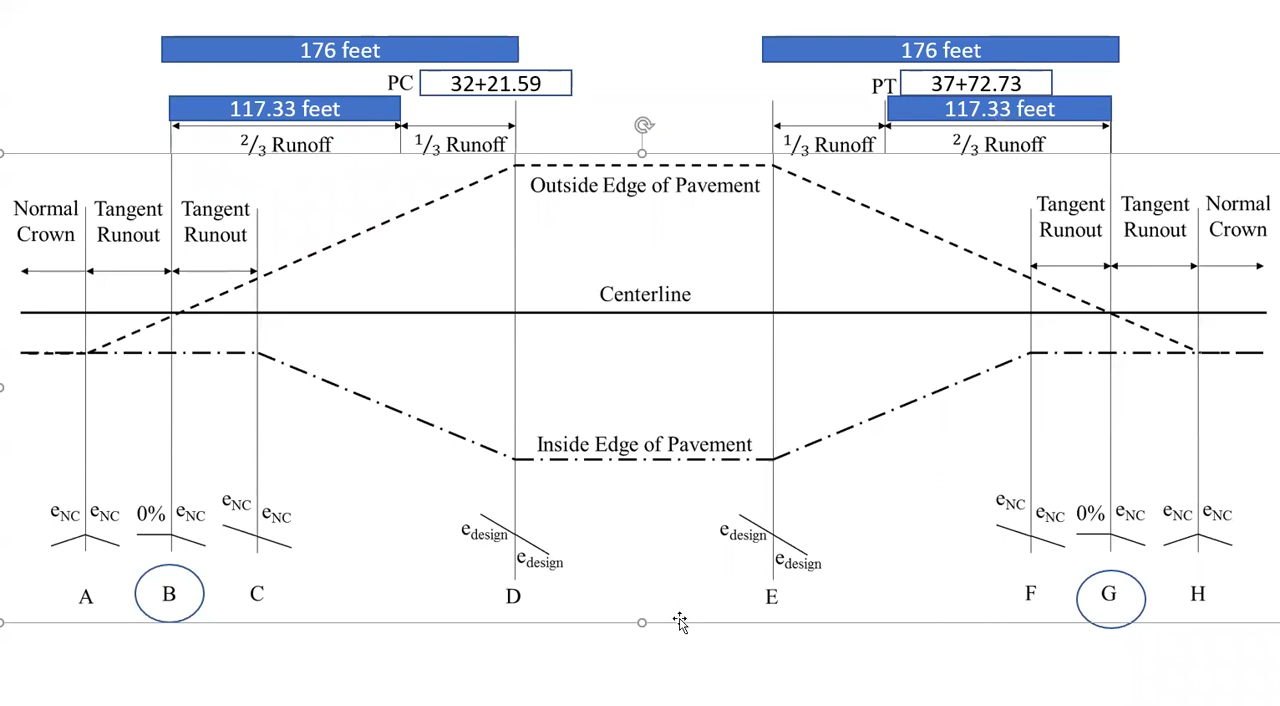 176 feet 176 feet
PC 32+21.59 PT 37+72.73
117.33 feet 117.33 feet
2/3 Runoff 1/3 Runoff 1/3 Runoff 2/3 Runoff
Outside Edge of Pavement
Normal Crown
Tangent Runout
Tangent Runout
Tangent Runout
Tangent Runout
Normal Crown
Centerline
Inside Edge of Pavement
eNC eNC 0% eNC eNC eNC edesign edesign edesign edesign eNC eNC 0% eNC eNC eNC
A B C D E F G H